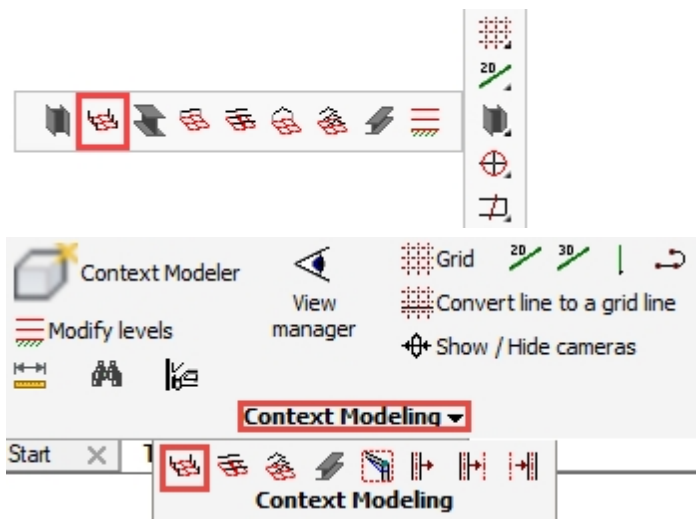 2D
Context Modeler
View
manager
Grid
2D
3D
Convert line to a grid line
Modify levels
Show / Hide cameras
Context Modeling
Start
T
Context Modeling